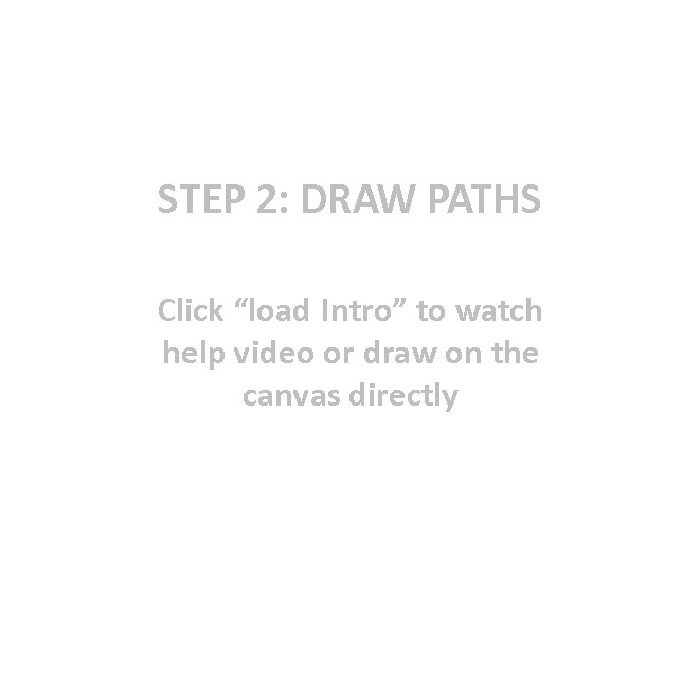 STEP 2: DRAW PATHS
Click “load Intro” to watch
help video or draw on the
canvas directly